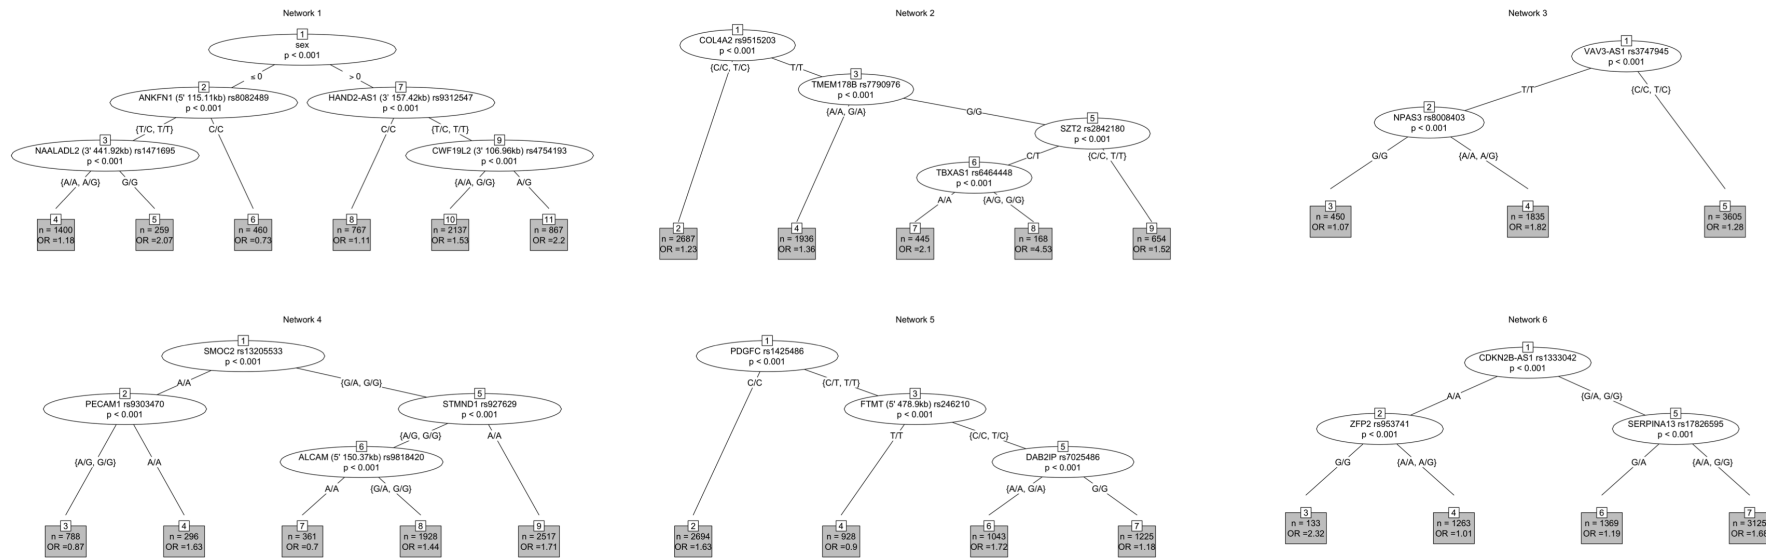 Network 1
1
sex
p < 0.001
≤ 0
> 0
2
ANKFN1 (5' 115.11kb) rs8082489
p < 0.001
7
HAND2-AS1 (3' 157.42kb) rs9312547
p < 0.001
{T/C, T/T}
C/C
C/C
{T/C, T/T}
3
NAALADL2 (3' 441.92kb) rs1471695
p < 0.001
9
CWF19L2 (3' 106.96kb) rs4754193
p < 0.001
{A/A, A/G}
G/G
{A/A, G/G}
A/G
4
n = 1400
OR =1.18
5
n = 259
OR =2.07
6
n = 460
OR =0.73
8
n = 767
OR =1.11
10
n = 2137
OR =1.53
11
n = 867
OR =2.2
Network 2
1
COL4A2 rs9515203
p < 0.001
{C/C, T/C}
T/T
3
TMEM178B rs7790976
p < 0.001
{A/A, G/A}
G/G
5
SZT2 rs2842180
p < 0.001
C/T
{C/C, T/T}
6
TBXAS1 rs6464448
p < 0.001
A/A
{A/G, G/G}
2
n = 2687
OR =1.23
4
n = 1936
OR =1.36
7
n = 445
OR =2.1
8
n = 168
OR =4.53
9
n = 654
OR =1.52
Network 3
1
VAV3-AS1 rs3747945
p < 0.001
T/T
{C/C, T/C}
2
NPAS3 rs8008403
p < 0.001
G/G
{A/A, A/G}
3
n = 450
OR =1.07
4
n = 1835
OR =1.82
5
n = 3605
OR =1.28
Network 4
1
SMOC2 rs13205533
p < 0.001
A/A
{G/A, G/G}
2
PECAM1 rs9303470
p < 0.001
5
STMND1 rs927629
p < 0.001
{A/G, G/G}
A/A
{A/G, G/G}
A/A
6
ALCAM (5' 150.37kb) rs9818420
p < 0.001
A/A
{G/A, G/G}
3
n = 788
OR =0.87
4
n = 296
OR =1.63
7
n = 361
OR =0.7
8
n = 1928
OR =1.44
9
n = 2517
OR =1.71
Network 5
1
PDGFC rs1425486
p < 0.001
C/C
{C/T, T/T}
3
FTMT (5' 478.9kb) rs246210
p < 0.001
T/T
{C/C, T/C}
5
DAB2IP rs7025486
p < 0.001
{A/A, G/A}
G/G
2
n = 2694
OR =1.63
4
n = 928
OR =0.9
6
n = 1043
OR =1.72
7
n = 1225
OR =1.18
Network 6
1
CDKN2B-AS1 rs1333042
p < 0.001
A/A
{G/A, G/G}
2
ZFP2 rs953741
p < 0.001
5
SERPINA13 rs17826595
p < 0.001
G/G
{A/A, A/G}
G/A
{A/A, G/G}
3
n = 133
OR =2.32
4
n = 1263
OR =1.01
6
n = 1369
OR =1.19
7
n = 3125
OR =1.68